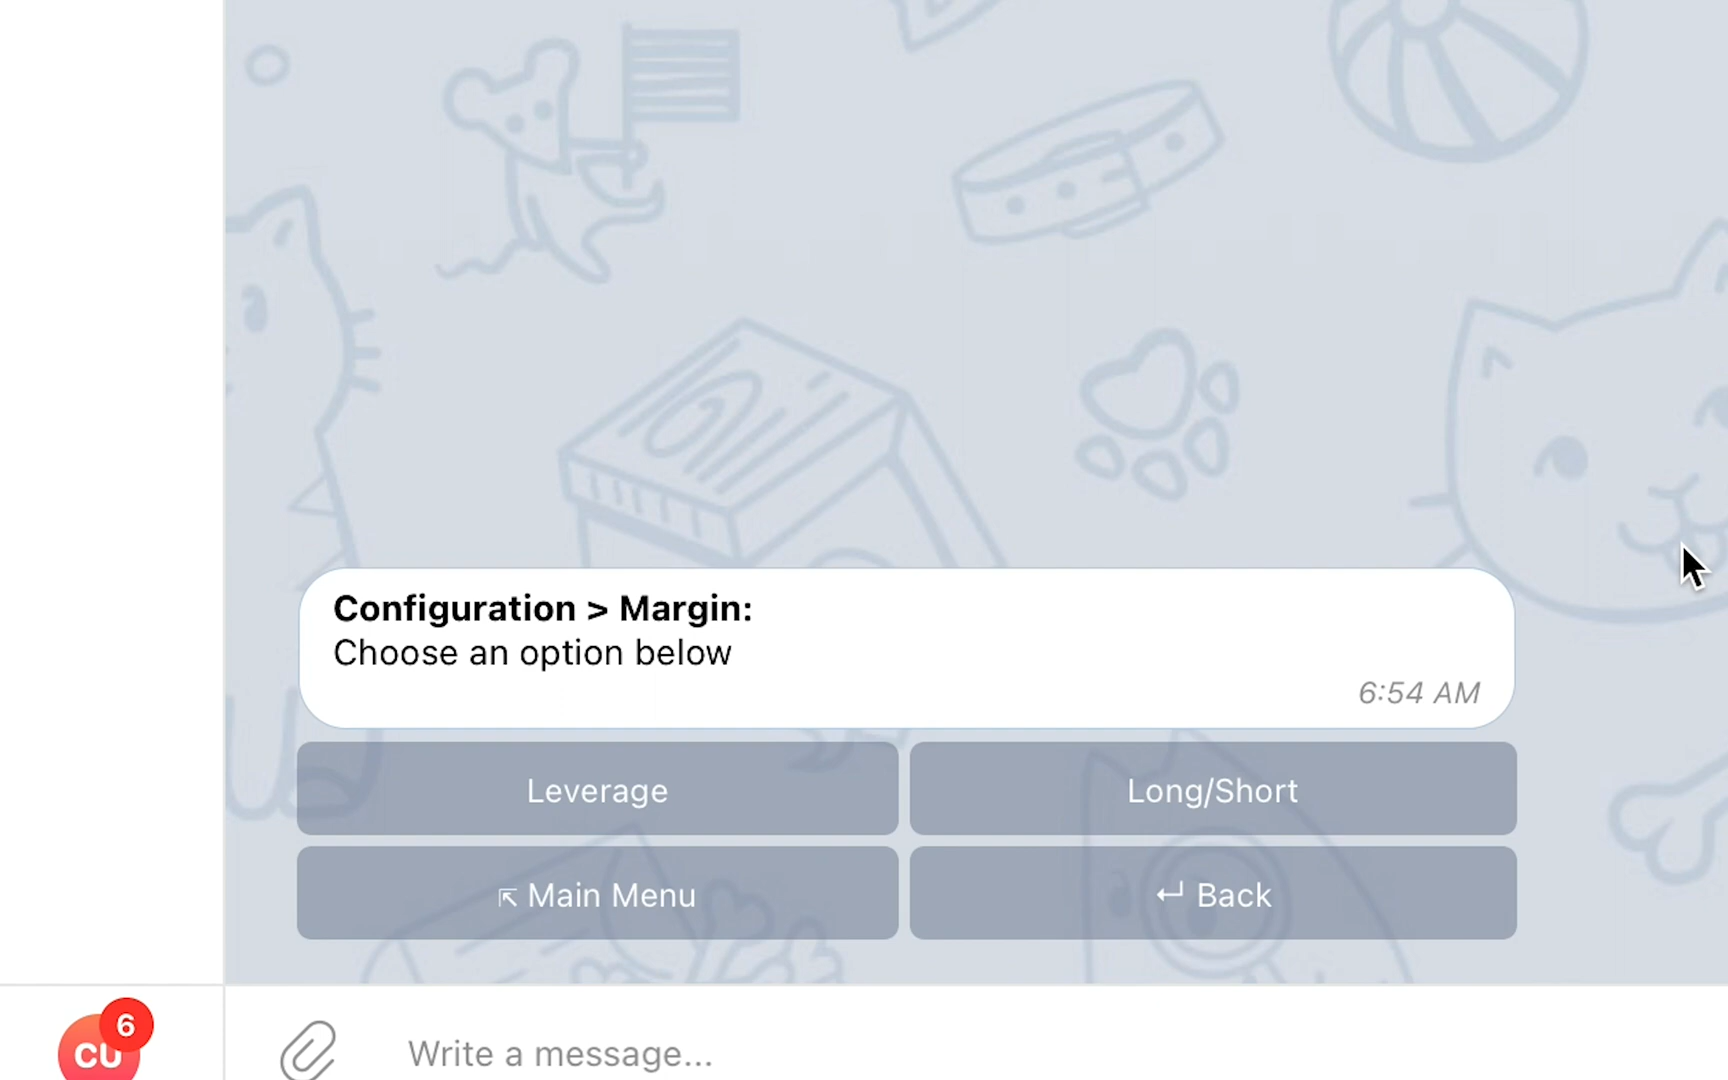 Configuration > Margin:
Choose an option below
6:54 AM
Leverage
Long/Short
Main Menu
Back
6
CU
Write a message...